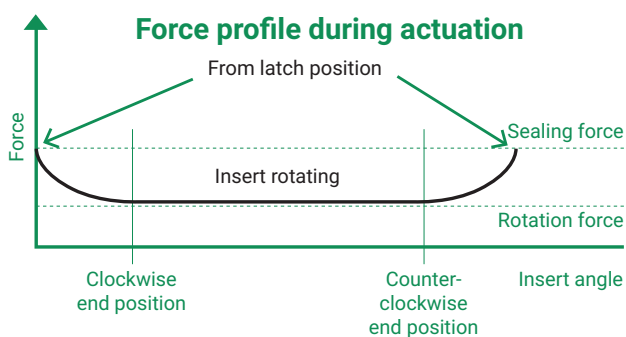 Force profile during actuation
From latch position
Force
Sealing force
Insert rotating
Rotation force
Clockwise
end position
Counter-
clockwise
end position
Insert angle